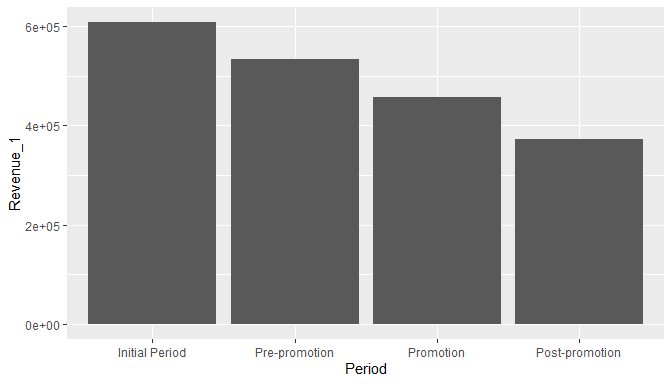 Revenue_1
6e+05
4e+05
2e+05
0e+00
Initial Period
Pre-promotion
Promotion
Post-promotion
Period